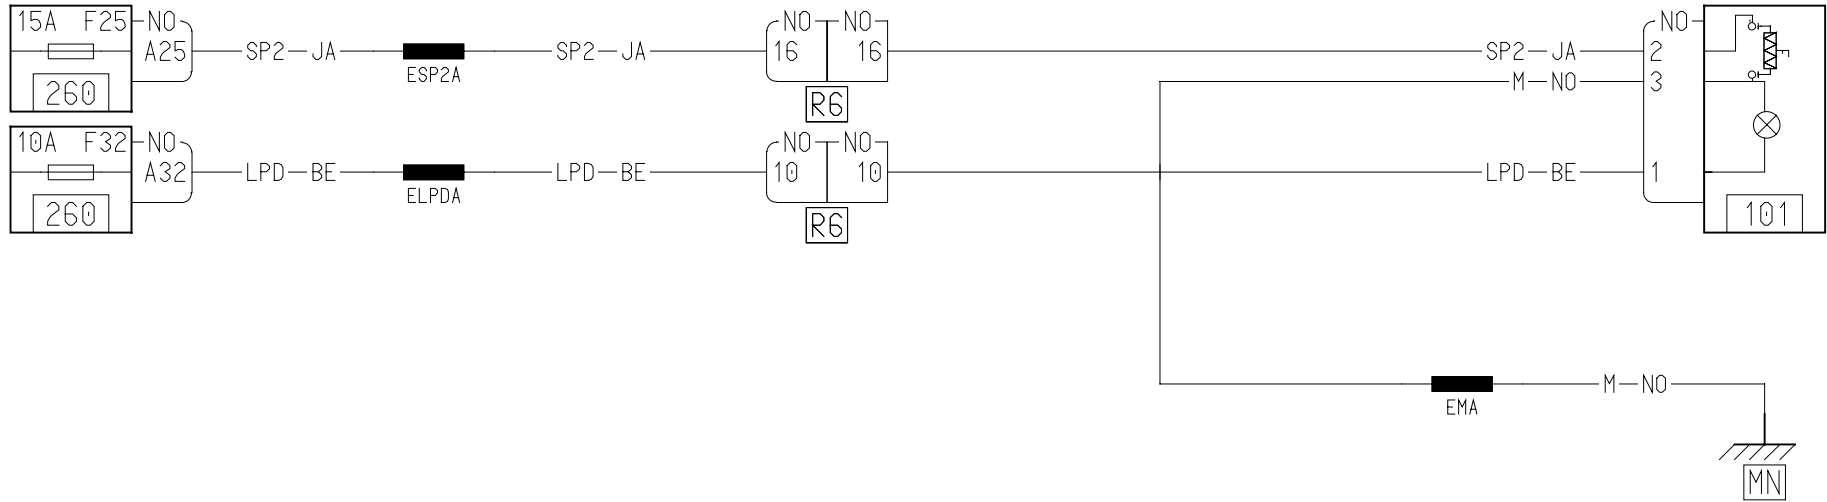 15A F25 NO NO NO NO
A25 SP2 JA SP2 JA 16 16 SP2 JA 2
ESP2A
M NO 3
260 R6
10A F32 NO NO NO
A32 LPD BE LPD BE 10 10 LPD BE 1
ELPDA
260 R6 101
M NO
EMA
MN